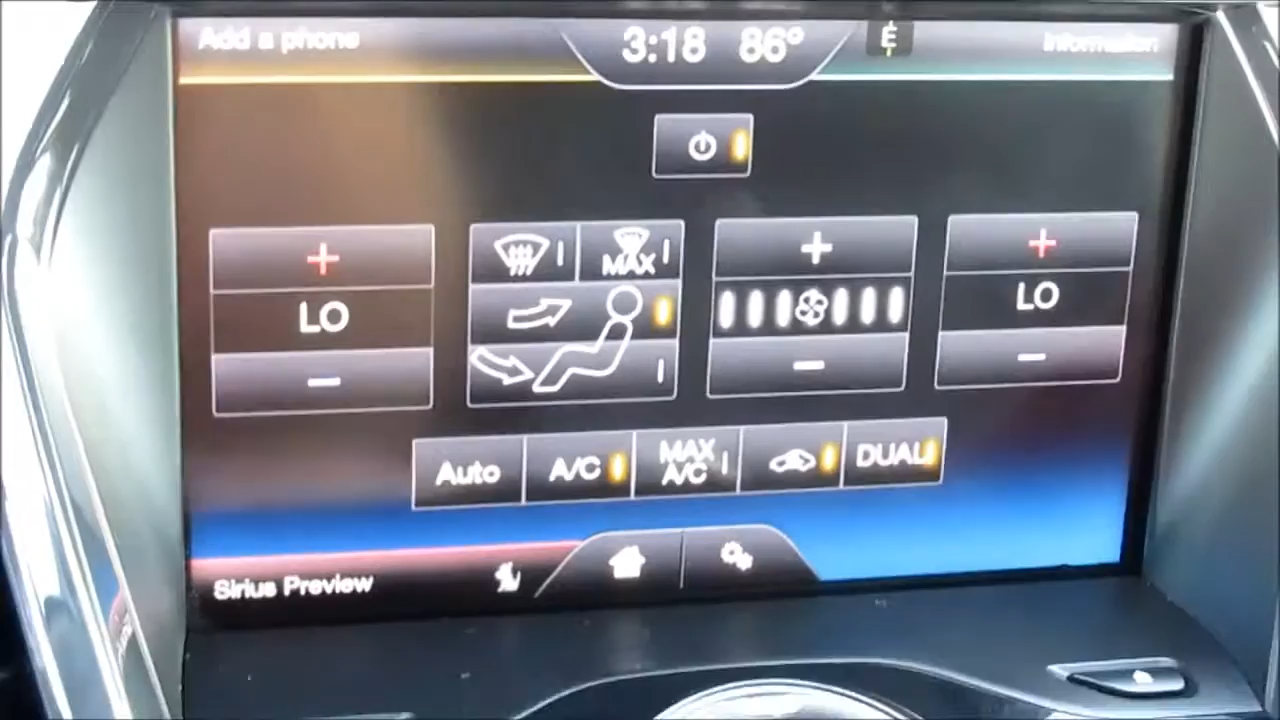 Add a phone
3:18 86°
E
Information
MAX
LO
LO
Auto
A/C
MAX
A/C
DUAL
Sirius Preview